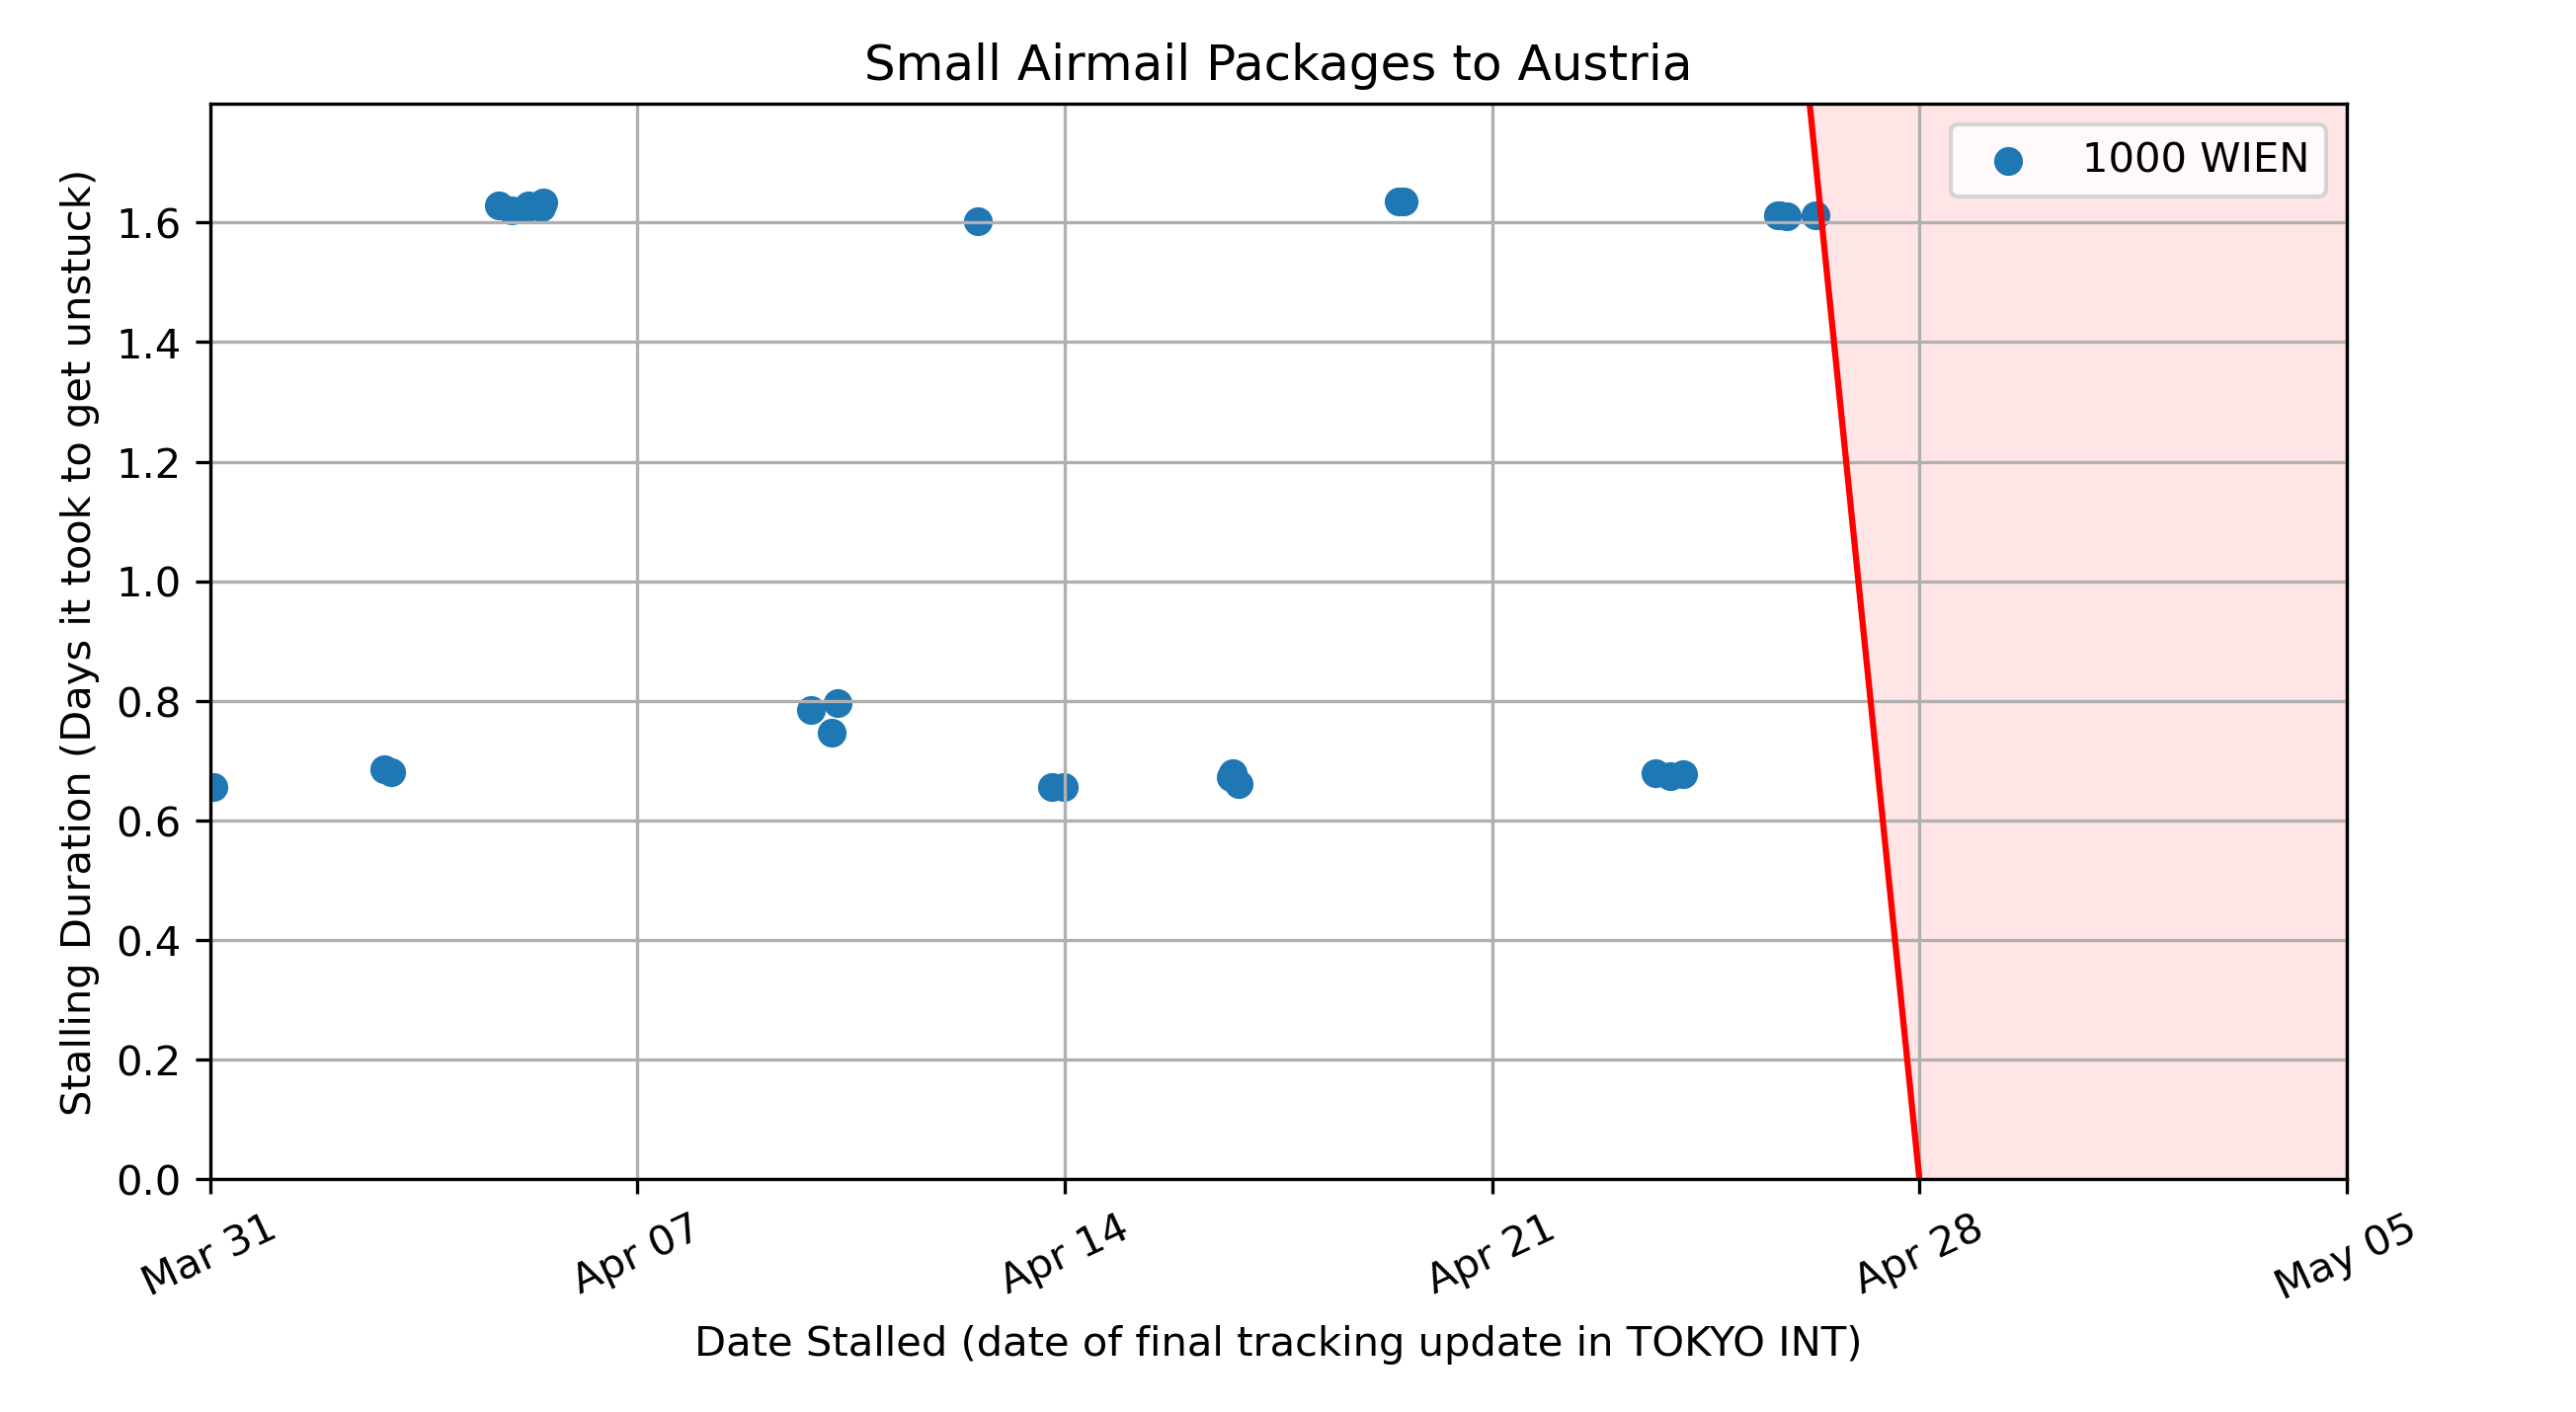 Small Airmail Packages to Austria
1000 WIEN
Stalling Duration (Days it took to get unstuck)
1.6
1.4
1.2
1.0
0.8
0.6
0.4
0.2
0.0
Mar 31
Apr 07
Apr 14
Apr 21
Apr 28
May 05
Date Stalled (date of final tracking update in TOKYO INT)